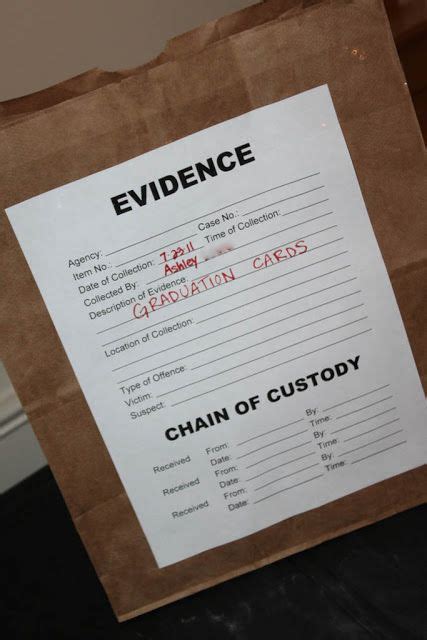 EVIDENCE
Agency: Case No.:
Item No.: Time of Collection:
Date of Collection: 7.23.11
Collected By: Ashley
Description of Evidence:
GRADUATION CARDS
Location of Collection:
Type of Offence:
Victim:
Suspect:
CHAIN OF CUSTODY
Received From: By:
Date: Time:
Received From: By:
Date: Time:
Received From: By:
Date: Time: